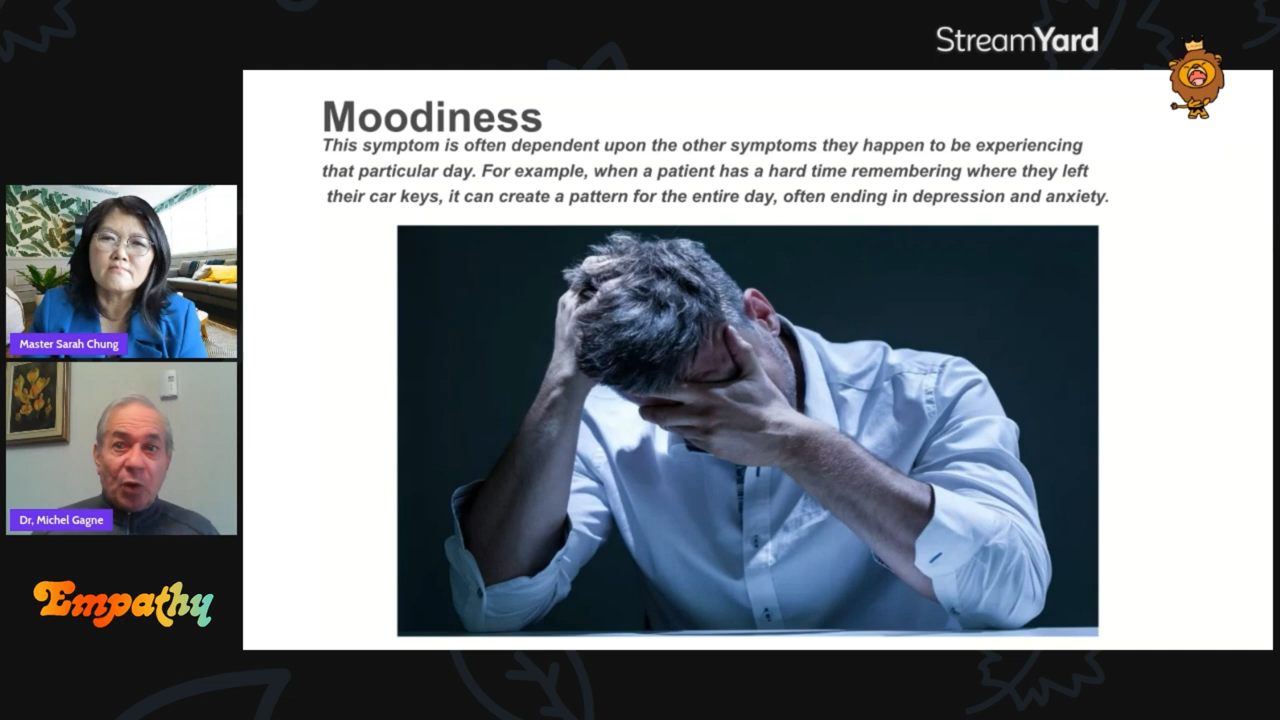 StreamYard
Moodiness
This symptom is often dependent upon the other symptoms they happen to be experiencing
that particular day. For example, when a patient has a hard time remembering where they left
their car keys, it can create a pattern for the entire day, often ending in depression and anxiety.
Master Sarah Chung
Dr, Michel Gagne
Empathy